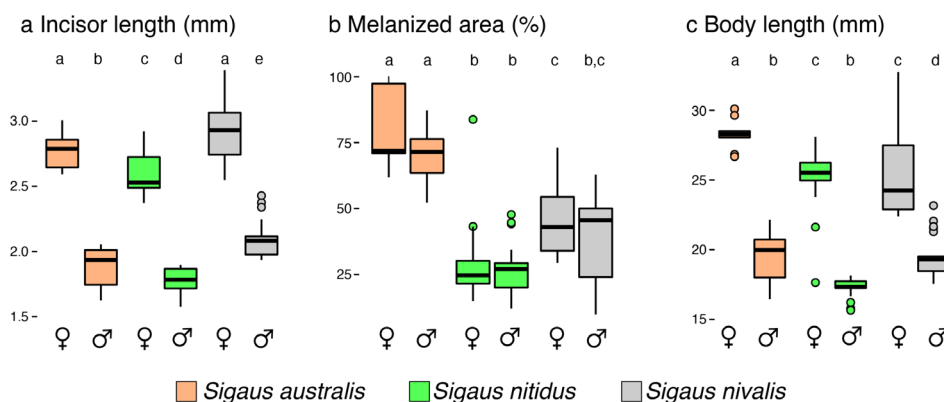 a Incisor length (mm)
a b c d a e
3.0
2.5
2.0
1.5
♀ ♂ ♀ ♂ ♀ ♂
b Melanized area (%)
a a b b c b,c
100
75
50
25
♀ ♂ ♀ ♂ ♀ ♂
c Body length (mm)
a b c b c d
30
25
20
15
♀ ♂ ♀ ♂ ♀ ♂
Sigaus australis Sigaus nitidus Sigaus nivalis